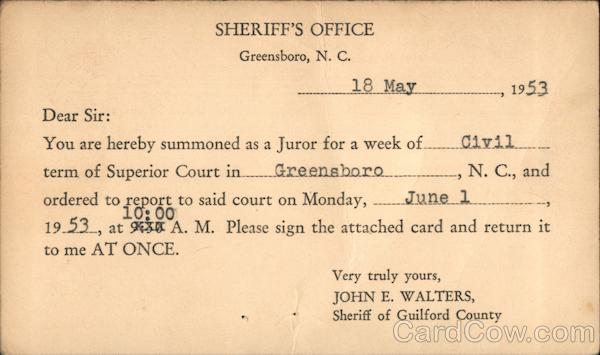 SHERIFF'S OFFICE
Greensboro, N. C.
18 May, 1953
Dear Sir:
You are hereby summoned as a Juror for a week of Civil
term of Superior Court in Greensboro, N. C., and
ordered to report to said court on Monday, June 1,
10:00
1953, at 9:30 A. M. Please sign the attached card and return it
to me AT ONCE.
Very truly yours,
JOHN E. WALTERS,
Sheriff of Guilford County
CardCow.com